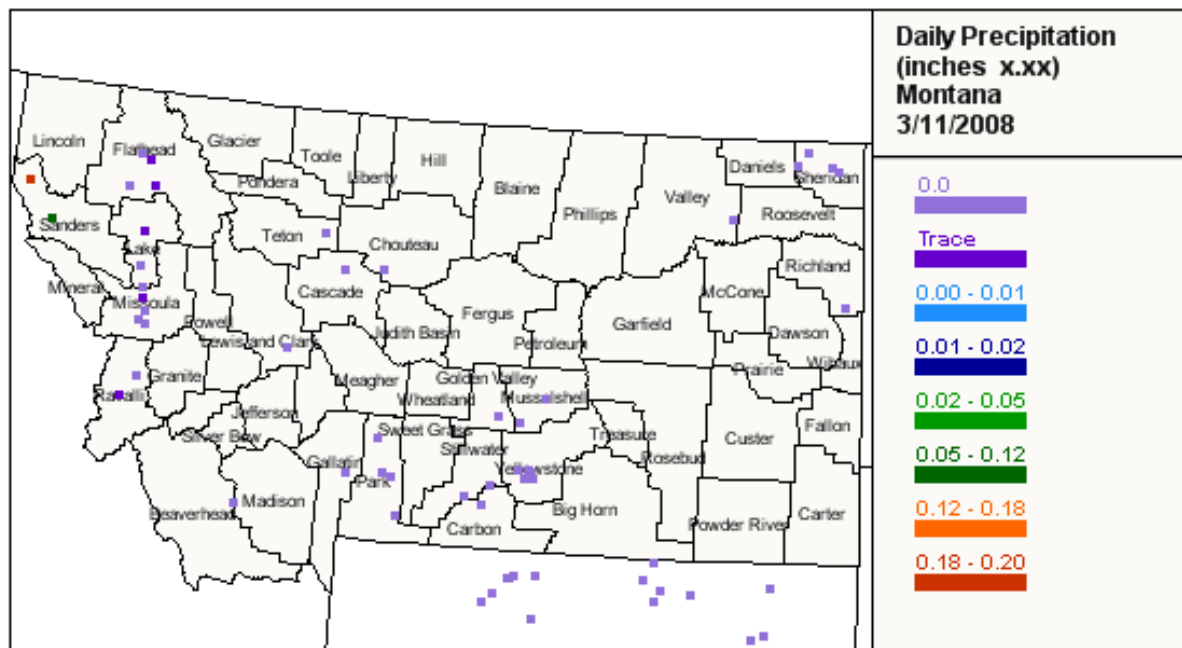 Daily Precipitation
(inches x.xx)
Montana
3/11/2008
0.0
Trace
0.00 - 0.01
0.01 - 0.02
0.02 - 0.05
0.05 - 0.12
0.12 - 0.18
0.18 - 0.20
Lincoln
Flathead
Glacier
Toole
Liberty
Hill
Blaine
Phillips
Valley
Daniels
Sheridan
Pondera
Roosevelt
Sanders
Lake
Teton
Chouteau
Richland
Mineral
Missoula
Powell
Cascade
Fergus
McCone
Garfield
Dawson
Lewis and Clark
Judith Basin
Petroleum
Wibaux
Prairie
Granite
Meagher
Golden Valley
Wheatland
Musselshell
Ravalli
Jefferson
Silver Bow
Sweet Grass
Stillwater
Treasure
Custer
Fallon
Gallatin
Park
Yellowstone
Rosebud
Beaverhead
Madison
Carbon
Big Horn
Powder River
Carter